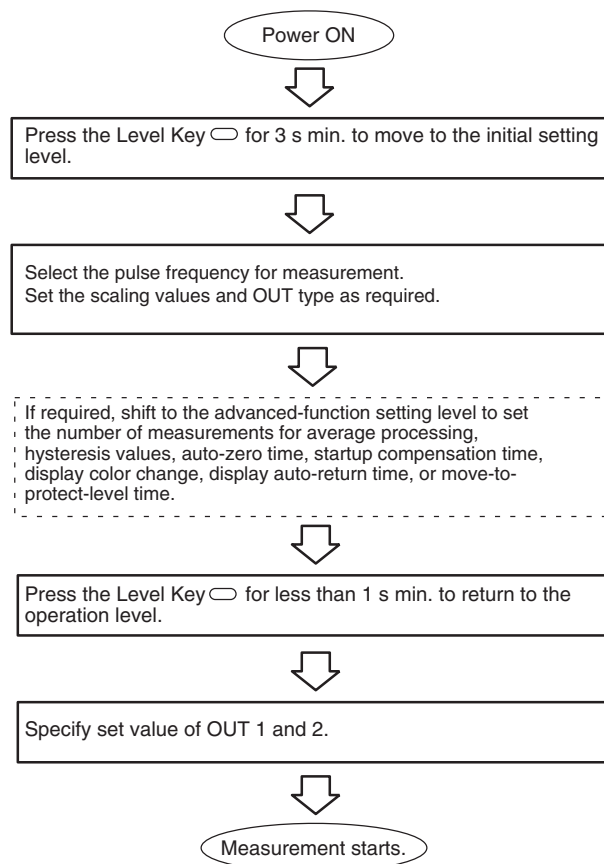 Power ON
Press the Level Key for 3 s min. to move to the initial setting
level.
Select the pulse frequency for measurement.
Set the scaling values and OUT type as required.
If required, shift to the advanced-function setting level to set
the number of measurements for average processing,
hysteresis values, auto-zero time, startup compensation time,
display color change, display auto-return time, or move-to-
protect-level time.
Press the Level Key for less than 1 s min. to return to the
operation level.
Specify set value of OUT 1 and 2.
Measurement starts.